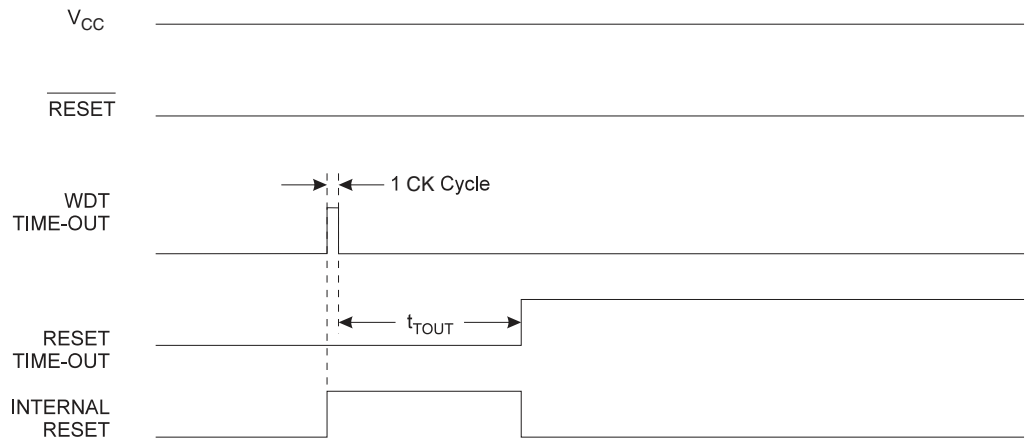 VCC
RESET
1 CK Cycle
WDT
TIME-OUT
tTOUT
RESET
TIME-OUT
INTERNAL
RESET